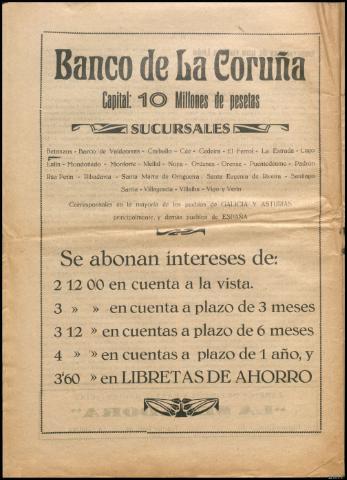 Banco de La Coruña
Capital: 10 Millones de pesetas
SUCURSALES
Betanzos - Barco de Valdeorras - Carballo - Cée - Cedeira - El Ferrol - La Estrada - Lugo
Lalín - Mondoñedo - Monforte - Mellid - Noya - Ordenes - Orense - Puentedeume - Padrón
Rúa Petín - Ribadavia - Santa Marta de Ortigueira - Santa Eugenia de Riveira - Santiago
Sarria - Villagarcía - Villalba - Vigo y Verín
Corresponsales en la mayoría de los pueblos de GALICIA Y ASTURIAS
principalmente, y demás pueblos de ESPAÑA
Se abonan intereses de:
2 12 00 en cuenta a la vista.
3 » » en cuenta a plazo de 3 meses
3 12 » en cuentas a plazo de 6 meses
4 » » en cuentas a plazo de 1 año, y
3'60 » en LIBRETAS DE AHORRO